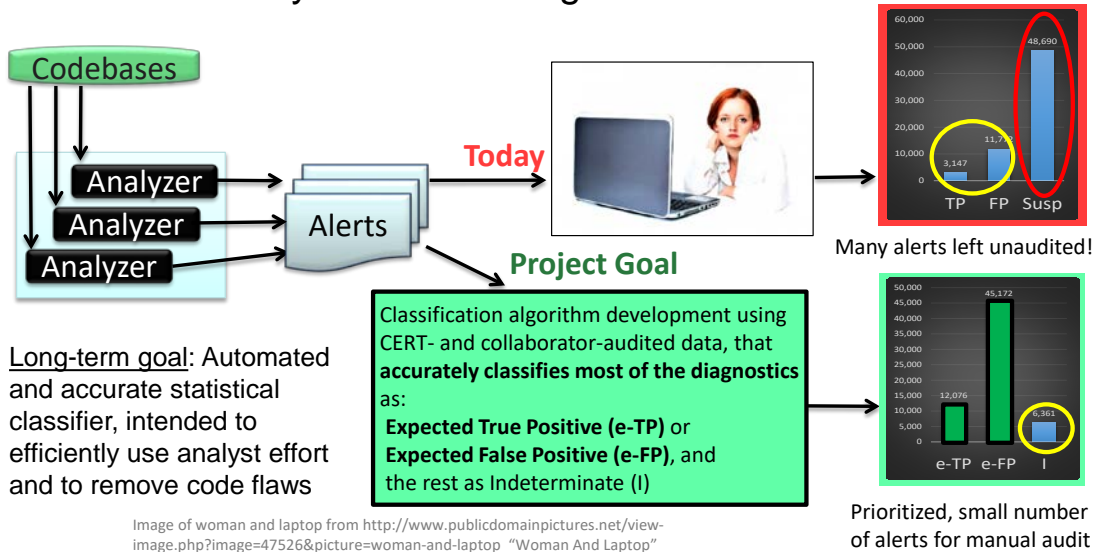 Codebases
Analyzer
Analyzer
Analyzer
Alerts
Today
60,000
50,000
40,000
30,000
20,000
10,000
0
3,147
48,690
TP FP Susp
Many alerts left unaudited!
Project Goal
Classification algorithm development using
CERT- and collaborator-audited data, that
accurately classifies most of the diagnostics
as:
Expected True Positive (e-TP) or
Expected False Positive (e-FP), and
the rest as Indeterminate (I)
50,000
45,000
40,000
35,000
30,000
25,000
20,000
15,000
10,000
5,000
0
12,076
45,172
6,361
e-TP e-FP I
Prioritized, small number
of alerts for manual audit
Long-term goal: Automated
and accurate statistical
classifier, intended to
efficiently use analyst effort
and to remove code flaws
Image of woman and laptop from http://www.publicdomainpictures.net/view-
image.php?image=47526&picture=woman-and-laptop “Woman And Laptop”